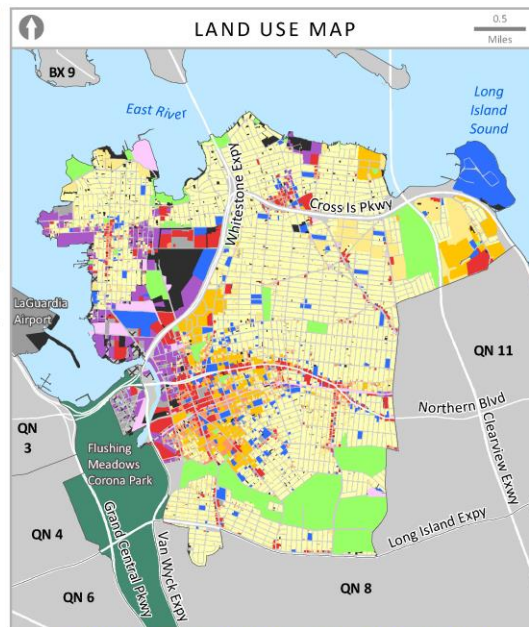 LAND USE MAP
0.5
Miles
BX 9
East River
Long
Island
Sound
Whitestone Expy
Cross Is Pkwy
LaGuardia
Airport
QN 11
Northern Blvd
QN
3
Flushing
Meadows
Corona Park
Clearview Exwy
QN 4
Grand Central Pkwy
Van Wyck Expy
Long Island Expy
QN 6
QN 8